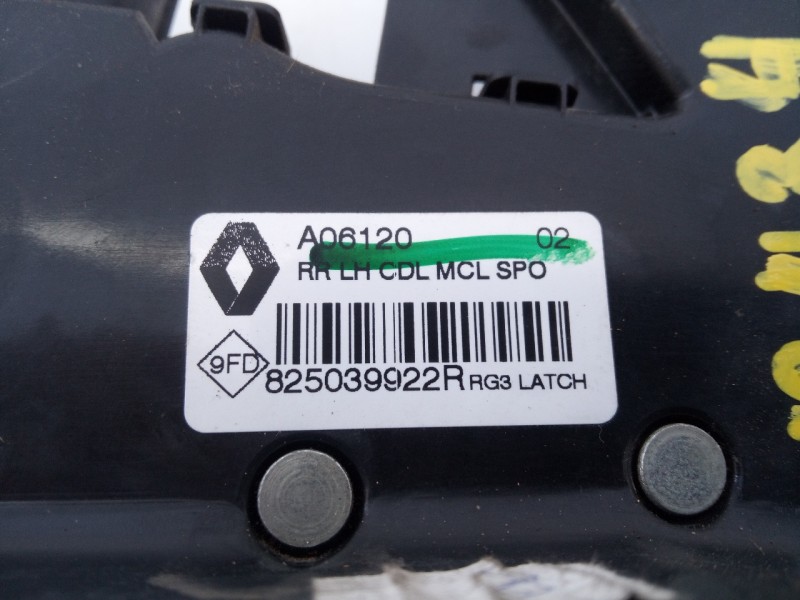 A06120 02
RR LH CDL MCL SPO
9FD
825039922R RG3 LATCH